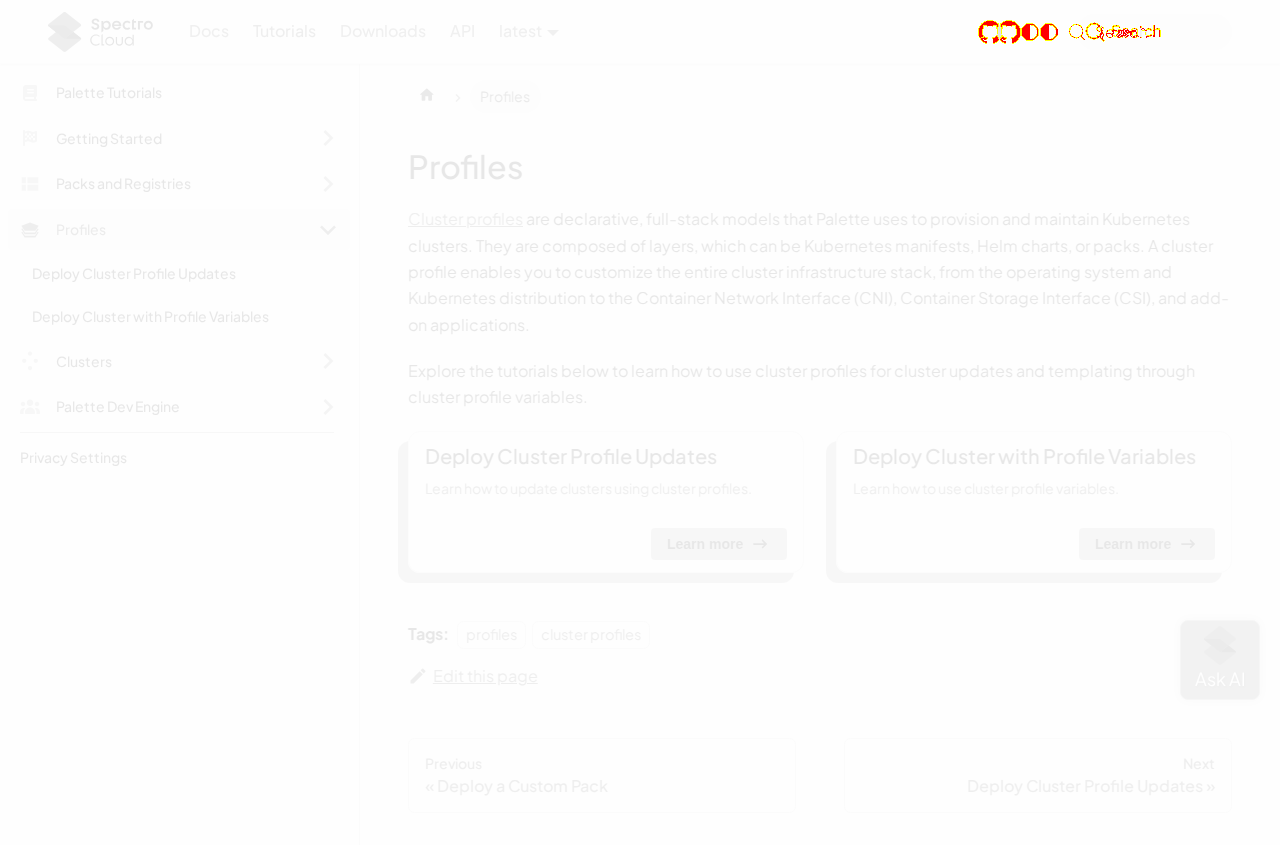 Spectro
Cloud
Docs
Tutorials
Downloads
API
latest
Search
Palette Tutorials
Getting Started
Packs and Registries
Profiles
Deploy Cluster Profile Updates
Deploy Cluster with Profile Variables
Clusters
Palette Dev Engine
Privacy Settings
Profiles
Profiles
Cluster profiles are declarative, full-stack models that Palette uses to provision and maintain Kubernetes
clusters. They are composed of layers, which can be Kubernetes manifests, Helm charts, or packs. A cluster
profile enables you to customize the entire cluster infrastructure stack, from the operating system and
Kubernetes distribution to the Container Network Interface (CNI), Container Storage Interface (CSI), and add-
on applications.
Explore the tutorials below to learn how to use cluster profiles for cluster updates and templating through
cluster profile variables.
Deploy Cluster Profile Updates
Learn how to update clusters using cluster profiles.
Learn more →
Deploy Cluster with Profile Variables
Learn how to use cluster profile variables.
Learn more →
Tags:
profiles
cluster profiles
Edit this page
Ask AI
Previous
« Deploy a Custom Pack
Next
Deploy Cluster Profile Updates »